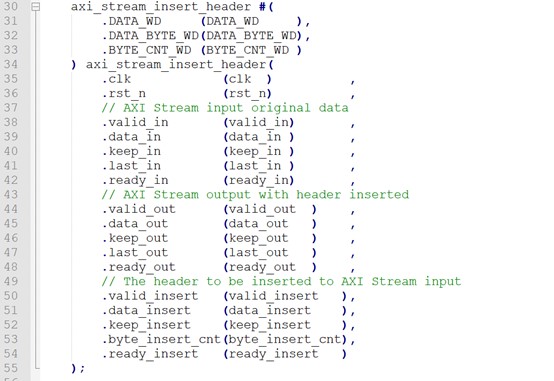 30 axi_stream_insert_header #(
31 .DATA_WD (DATA_WD ),
32 .DATA_BYTE_WD(DATA_BYTE_WD),
33 .BYTE_CNT_WD (BYTE_CNT_WD )
34 ) axi_stream_insert_header(
35 .clk (clk ) ,
36 .rst_n (rst_n) ,
37 // AXI Stream input original data
38 .valid_in (valid_in) ,
39 .data_in (data_in ) ,
40 .keep_in (keep_in ) ,
41 .last_in (last_in ) ,
42 .ready_in (ready_in) ,
43 // AXI Stream output with header inserted
44 .valid_out (valid_out ) ,
45 .data_out (data_out ) ,
46 .keep_out (keep_out ) ,
47 .last_out (last_out ) ,
48 .ready_out (ready_out ) ,
49 // The header to be inserted to AXI Stream input
50 .valid_insert (valid_insert ),
51 .data_insert (data_insert ),
52 .keep_insert (keep_insert ),
53 .byte_insert_cnt(byte_insert_cnt),
54 .ready_insert (ready_insert )
55 );